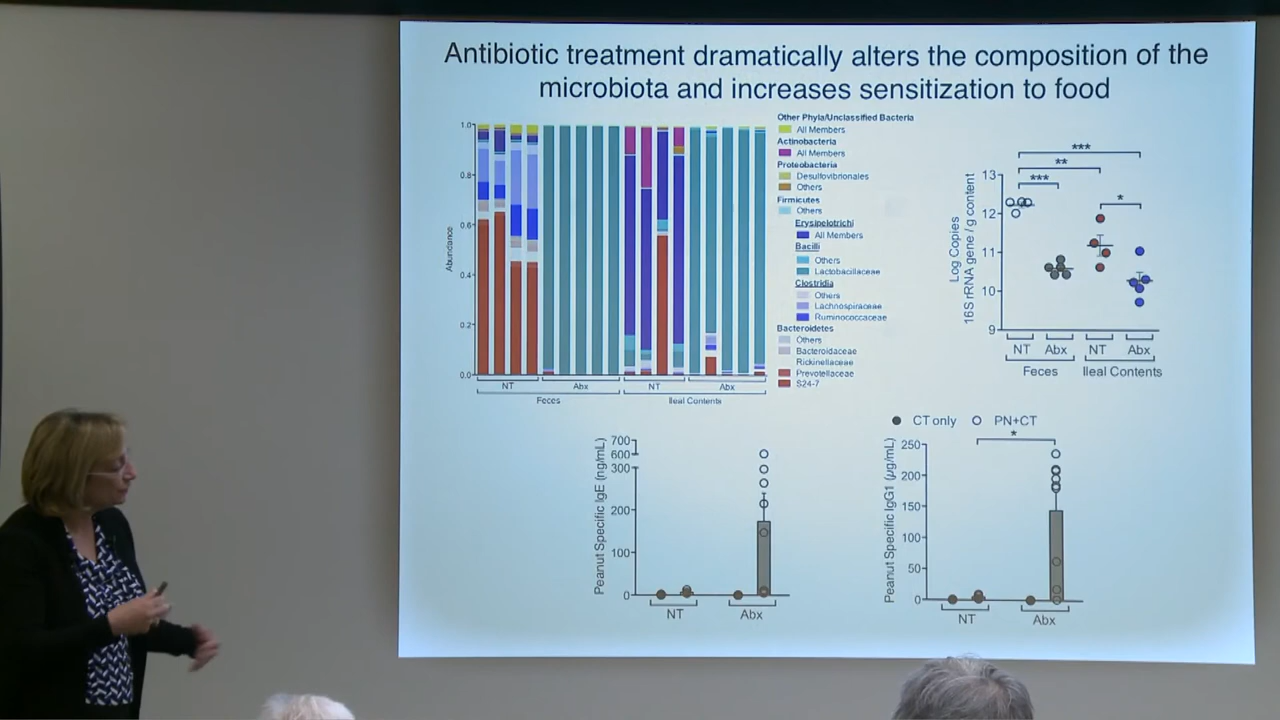 Antibiotic treatment dramatically alters the composition of the
microbiota and increases sensitization to food
Abundance
1.0
0.8
0.6
0.4
0.2
0.0
NT
Abx
NT
Abx
Feces
Ileal Contents
Other Phyla/Unclassified Bacteria
All Members
Actinobacteria
All Members
Proteobacteria
Desulfovibrionales
Others
Firmicutes
Others
Erysipelotrichi
All Members
Bacilli
Others
Lactobacillaceae
Clostridia
Others
Lachnospiraceae
Ruminococcaceae
Bacteroidetes
Others
Bacteroidaceae
Rickinellaceae
Prevotellaceae
S24-7
Log Copies
16S rRNA gene / g content
***
**
***
*
13
12
11
10
9
NT
Abx
NT
Abx
Feces
Ileal Contents
Peanut Specific IgE (ng/mL)
700
600
300
200
100
0
NT
Abx
CT only
PN+CT
*
Peanut Specific IgG1 (µg/mL)
250
200
150
100
50
0
NT
Abx